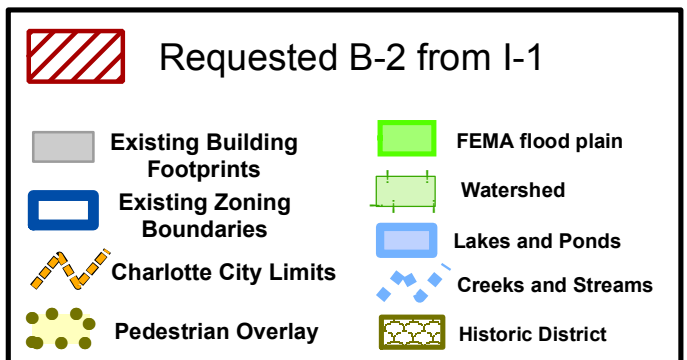 Requested B-2 from I-1
Existing Building
Footprints
Existing Zoning
Boundaries
Charlotte City Limits
Pedestrian Overlay
FEMA flood plain
Watershed
Lakes and Ponds
Creeks and Streams
Historic District